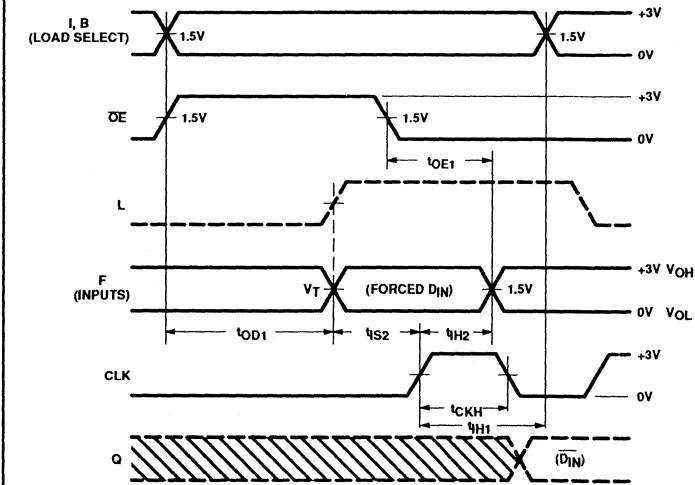 I, B
(LOAD SELECT)
1.5V
1.5V
+3V
0V
OE
1.5V
1.5V
+3V
0V
tOE1
L
F
(INPUTS)
VT
(FORCED DIN)
1.5V
+3V VOH
0V VOL
tOD1
tIS2
tIH2
CLK
+3V
0V
tCKH
tIH1
Q
(DIN)